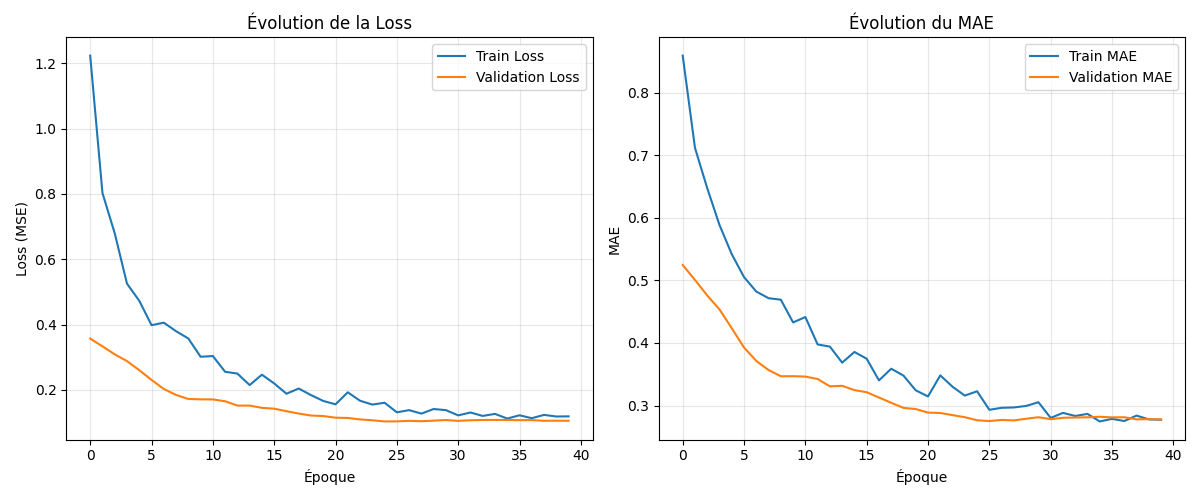 Évolution de la Loss
Loss (MSE)
1.2
1.0
0.8
0.6
0.4
0.2
Train Loss
Validation Loss
0 5 10 15 20 25 30 35 40
Époque
Évolution du MAE
MAE
0.8
0.7
0.6
0.5
0.4
0.3
Train MAE
Validation MAE
0 5 10 15 20 25 30 35 40
Époque